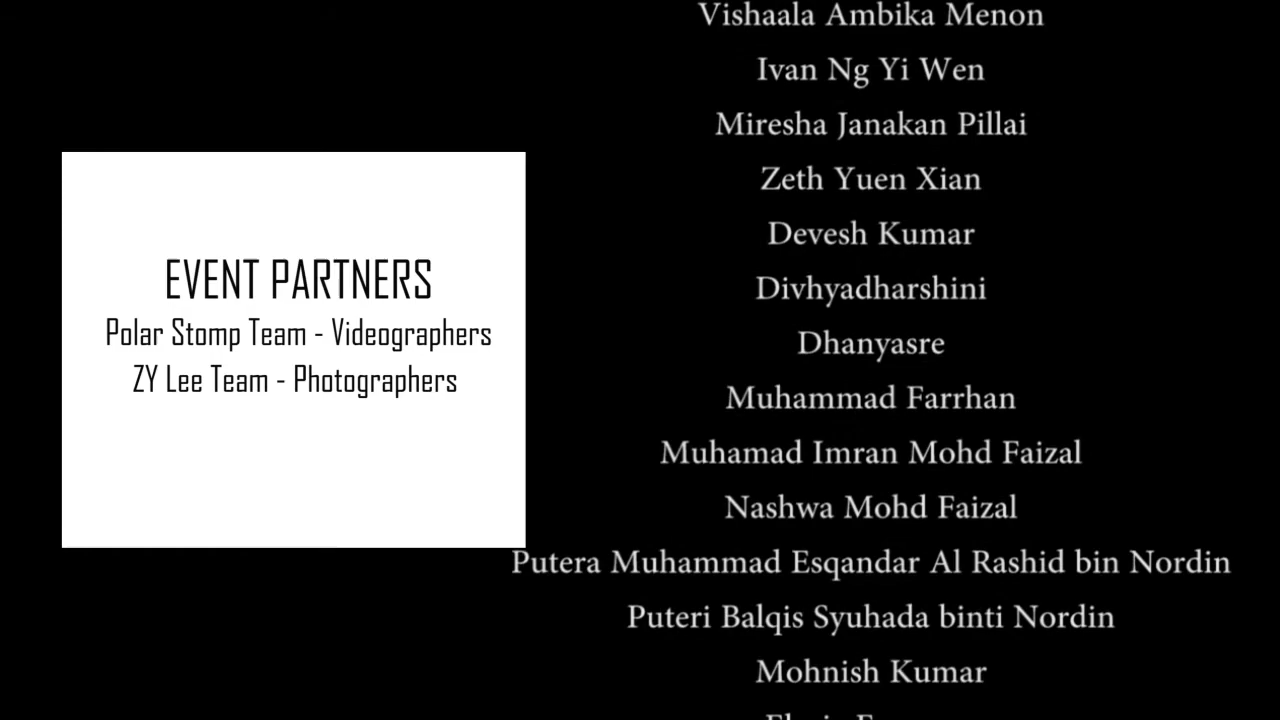 EVENT PARTNERS
Polar Stomp Team - Videographers
ZY Lee Team - Photographers
Vishaala Ambika Menon
Ivan Ng Yi Wen
Miresha Janakan Pillai
Zeth Yuen Xian
Devesh Kumar
Divhyadharshini
Dhanyasre
Muhammad Farrhan
Muhamad Imran Mohd Faizal
Nashwa Mohd Faizal
Putera Muhammad Esqandar Al Rashid bin Nordin
Puteri Balqis Syuhada binti Nordin
Mohnish Kumar